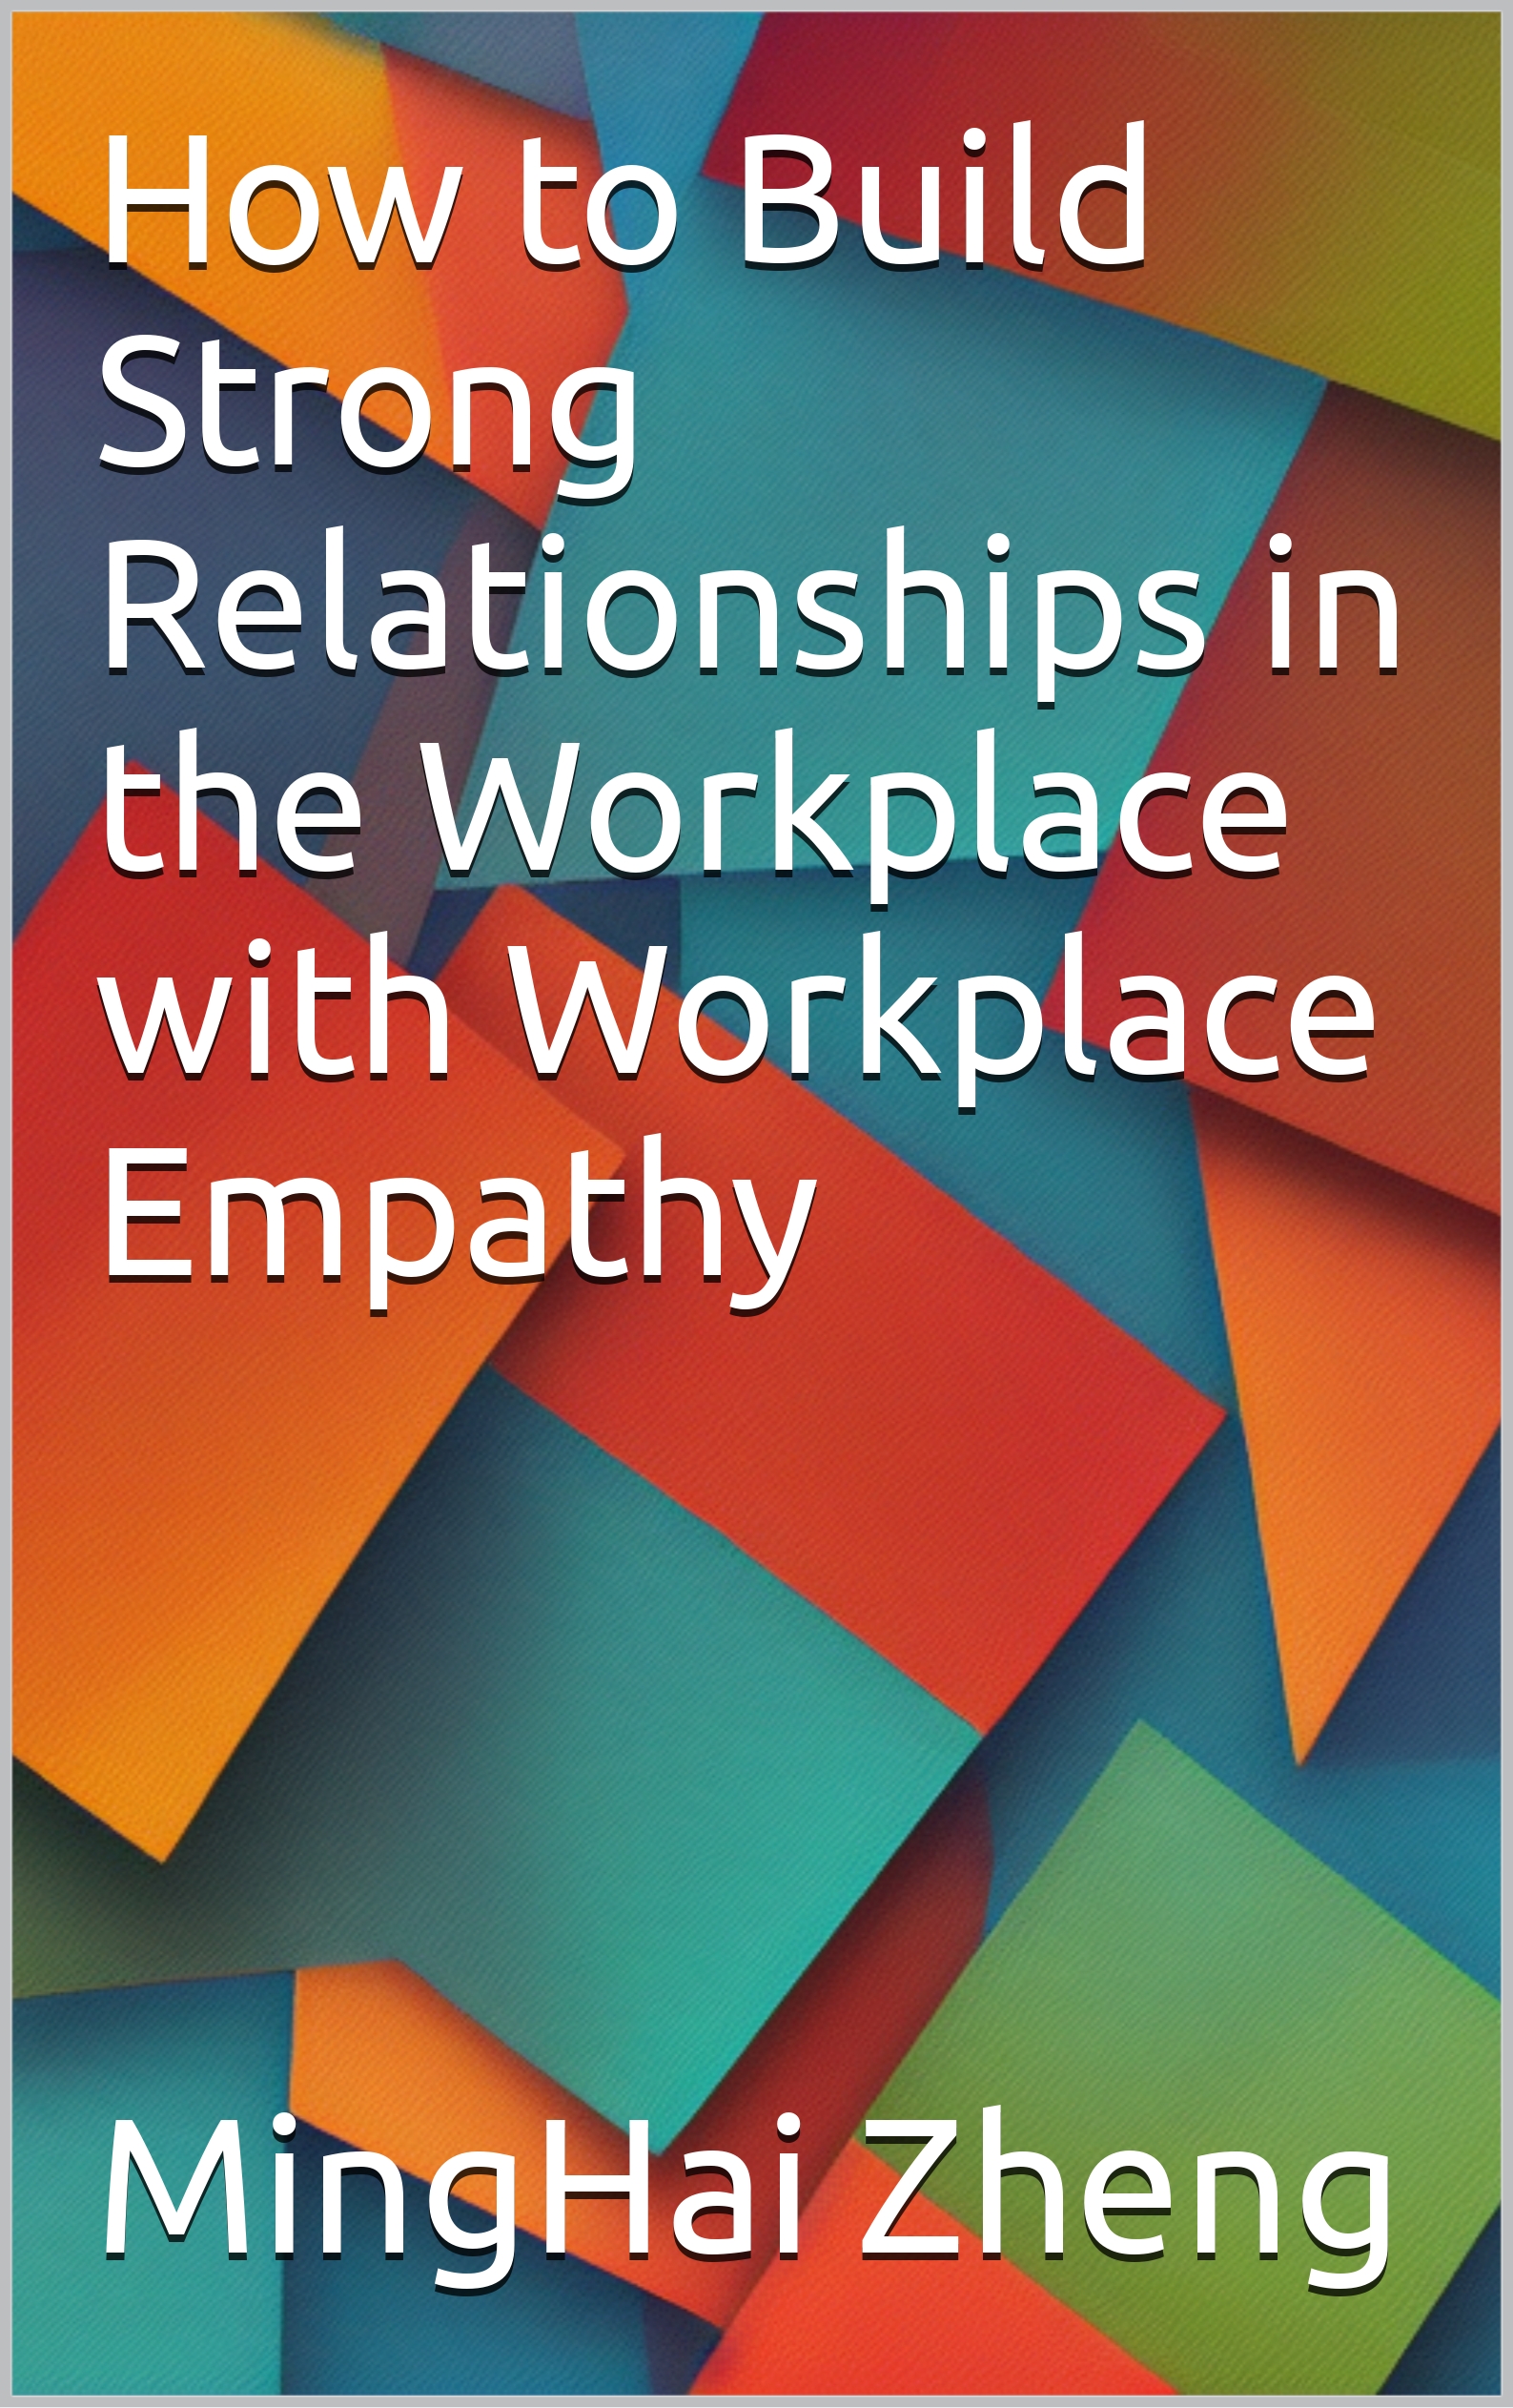 How to Build
Strong
Relationships in
the Workplace
with Workplace
Empathy
MingHai Zheng